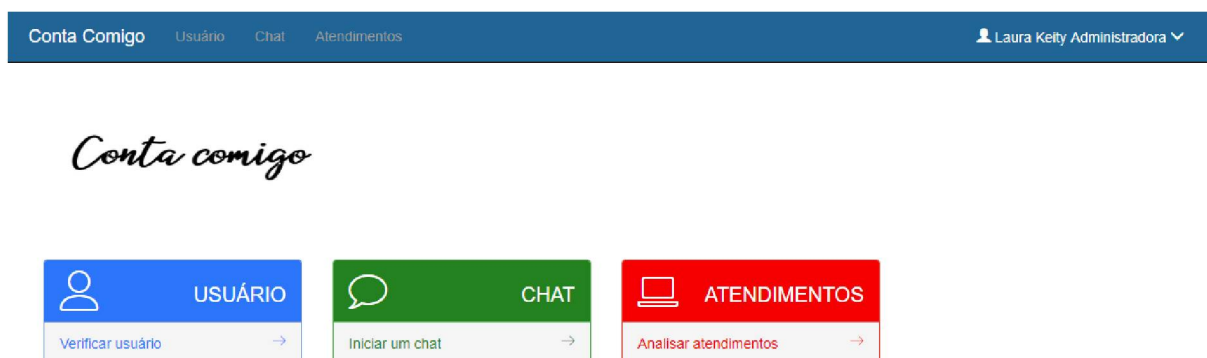 Conta Comigo Usuário Chat Atendimentos Laura Keity Administradora
Conta comigo
USUÁRIO CHAT ATENDIMENTOS
Verificar usuário Iniciar um chat Analisar atendimentos